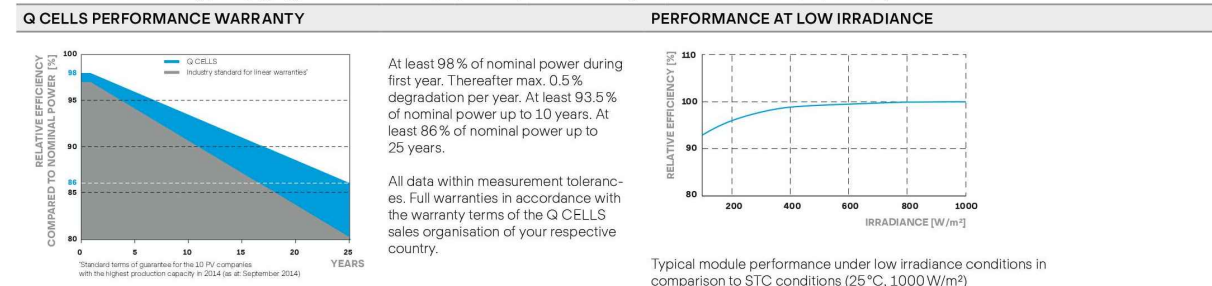 Q CELLS PERFORMANCE WARRANTY
RELATIVE EFFICIENCY
COMPARED TO NOMINAL POWER [%]
100
98
95
90
86
85
80
Q CELLS
Industry standard for linear warranties*
0 5 10 15 20 25
YEARS
*Standard terms of guarantee for the 10 PV companies
with the highest production capacity in 2014 (as at: September 2014)
At least 98 % of nominal power during
first year. Thereafter max. 0.5 %
degradation per year. At least 93.5 %
of nominal power up to 10 years. At
least 86 % of nominal power up to
25 years.
All data within measurement toleranc-
es. Full warranties in accordance with
the warranty terms of the Q CELLS
sales organisation of your respective
country.
PERFORMANCE AT LOW IRRADIANCE
RELATIVE EFFICIENCY [%]
110
100
90
80
200 400 600 800 1000
IRRADIANCE [W/m²]
Typical module performance under low irradiance conditions in
comparison to STC conditions (25 °C, 1000 W/m²)